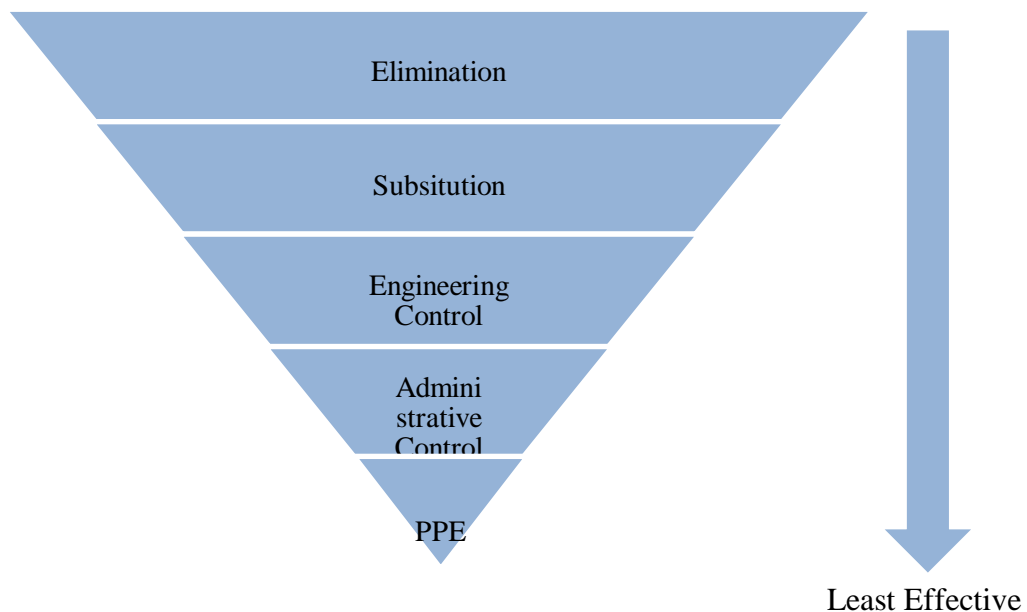 Elimination
Subsitution
Engineering
Control
Admini
strative
Control
PPE
Least Effective